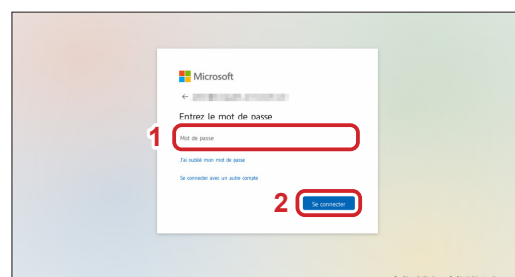 Microsoft
←
Entrez le mot de passe
1
Mot de passe
J'ai oublié mon mot de passe
Se connecter avec un autre compte
2
Se connecter